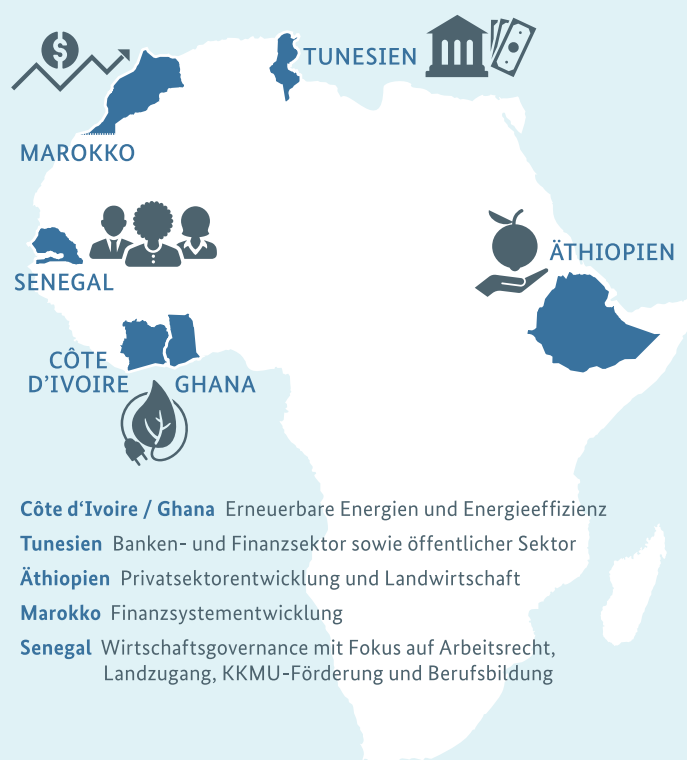 TUNESIEN
MAROKKO
ÄTHIOPIEN
SENEGAL
CÔTE
D'IVOIRE
GHANA
Côte d'Ivoire / Ghana Erneuerbare Energien und Energieeffizienz
Tunesien Banken- und Finanzsektor sowie öffentlicher Sektor
Äthiopien Privatsektorentwicklung und Landwirtschaft
Marokko Finanzsystementwicklung
Senegal Wirtschaftsgovernance mit Fokus auf Arbeitsrecht,
Landzugang, KKMU-Förderung und Berufsbildung